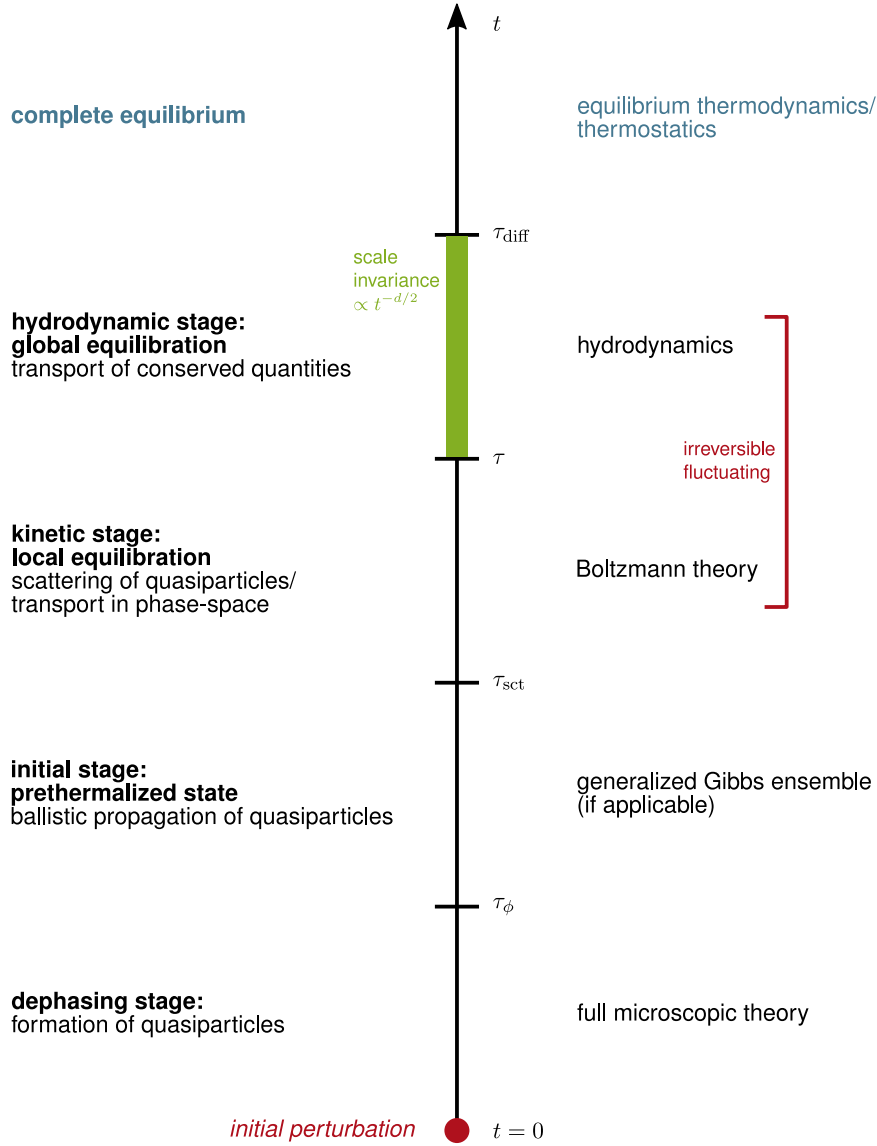 t
complete equilibrium
equilibrium thermodynamics/
thermostatics
τ_diff
scale
invariance
∝ t^{-d/2}
hydrodynamic stage:
global equilibration
transport of conserved quantities
hydrodynamics
irreversible
fluctuating
τ
kinetic stage:
local equilibration
scattering of quasiparticles/
transport in phase-space
Boltzmann theory
τ_sct
initial stage:
prethermalized state
ballistic propagation of quasiparticles
generalized Gibbs ensemble
(if applicable)
τ_ϕ
dephasing stage:
formation of quasiparticles
full microscopic theory
initial perturbation
t = 0